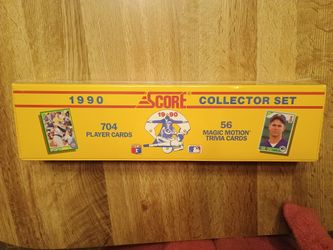 1990 SCORE COLLECTOR SET
704
PLAYER CARDS
1990
56
MAGIC MOTION
TRIVIA CARDS